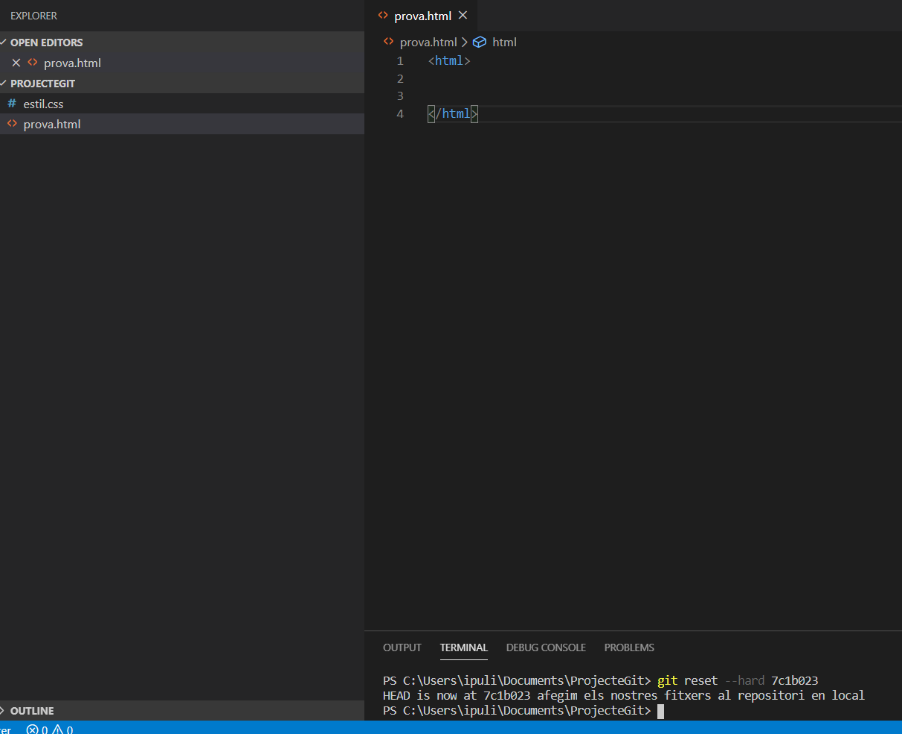 EXPLORER
OPEN EDITORS
prova.html
PROJECTEGIT
# estil.css
<> prova.html
OUTLINE
prova.html
prova.html > html
1 <html>
2
3
4 </html>
OUTPUT TERMINAL DEBUG CONSOLE PROBLEMS
PS C:\Users\ipuli\Documents\ProjecteGit> git reset --hard 7c1b023
HEAD is now at 7c1b023 afegim els nostres fitxers al repositori en local
PS C:\Users\ipuli\Documents\ProjecteGit>
0 0